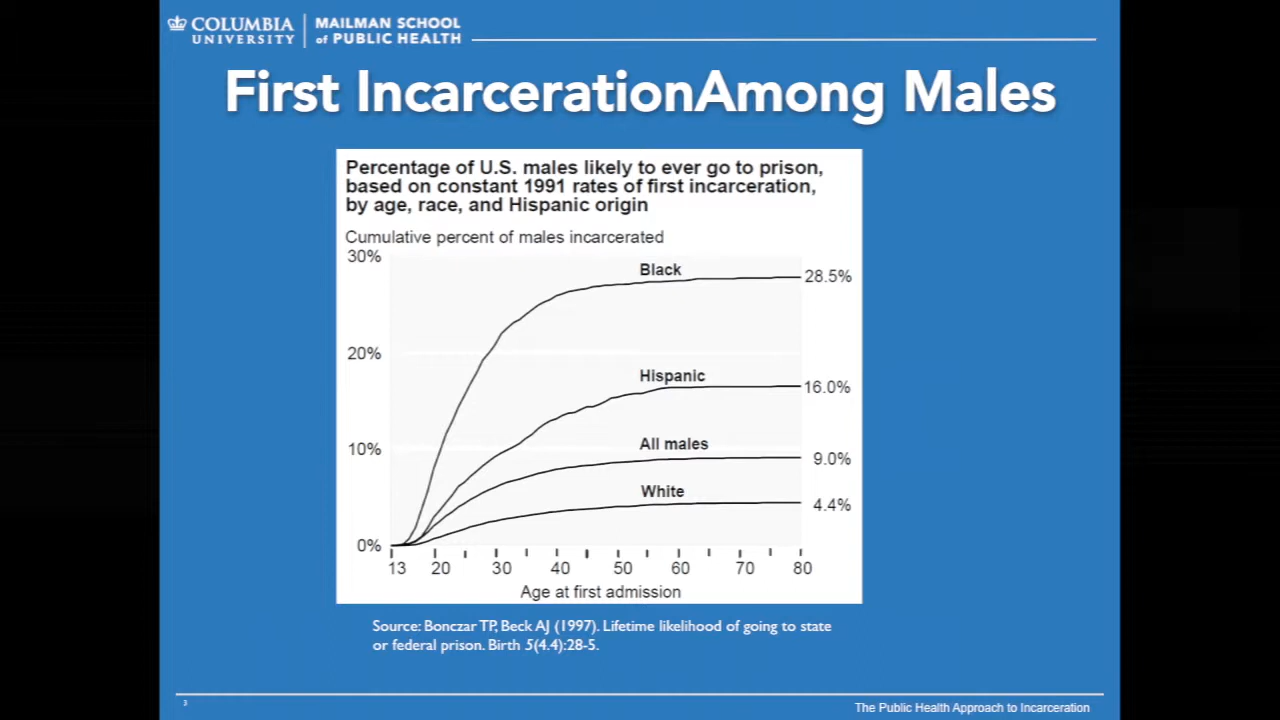 COLUMBIA UNIVERSITY
MAILMAN SCHOOL of PUBLIC HEALTH
First IncarcerationAmong Males
Percentage of U.S. males likely to ever go to prison,
based on constant 1991 rates of first incarceration,
by age, race, and Hispanic origin
Cumulative percent of males incarcerated
30%
Black
28.5%
20%
Hispanic
16.0%
10%
All males
9.0%
White
4.4%
0%
13 20 30 40 50 60 70 80
Age at first admission
Source: Bonczar TP, Beck AJ (1997). Lifetime likelihood of going to state
or federal prison. Birth 5(4.4):28-5.
3
The Public Health Approach to Incarceration